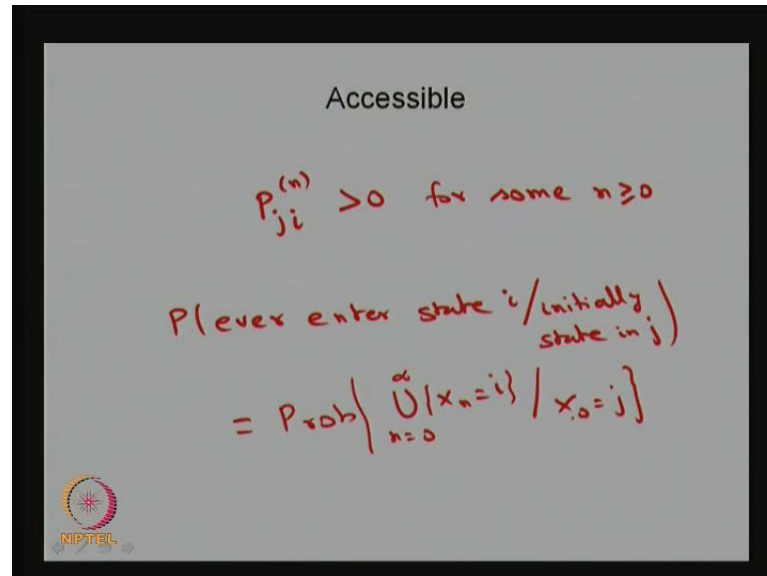 Accessible
P_{ji}^{(n)} > 0 for some n ≥ 0
P(ever enter state i / initially
state in j)
= Prob{ ∪_{n=0}^{∞} {X_n = i} / X_0 = j}
NPTEL